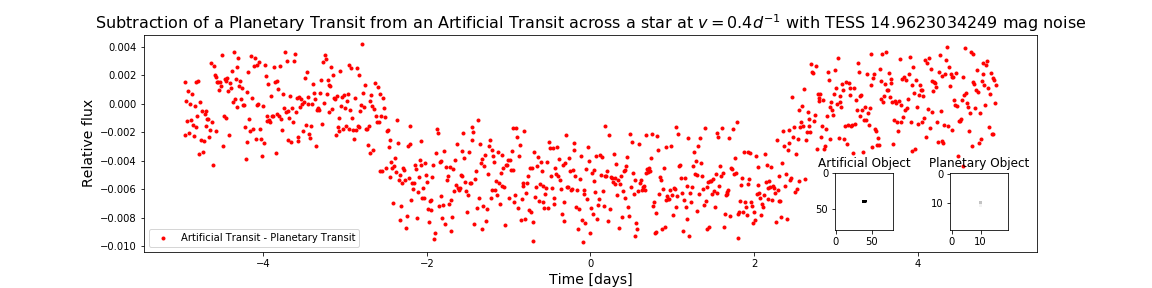 Subtraction of a Planetary Transit from an Artificial Transit across a star at v = 0.4d⁻¹ with TESS 14.9623034249 mag noise
Relative flux
0.004
0.002
0.000
−0.002
−0.004
−0.006
−0.008
−0.010
Artificial Transit - Planetary Transit
Artificial Object
0
50
0 50
Planetary Object
0
10
0 10
−4 −2 0 2 4
Time [days]